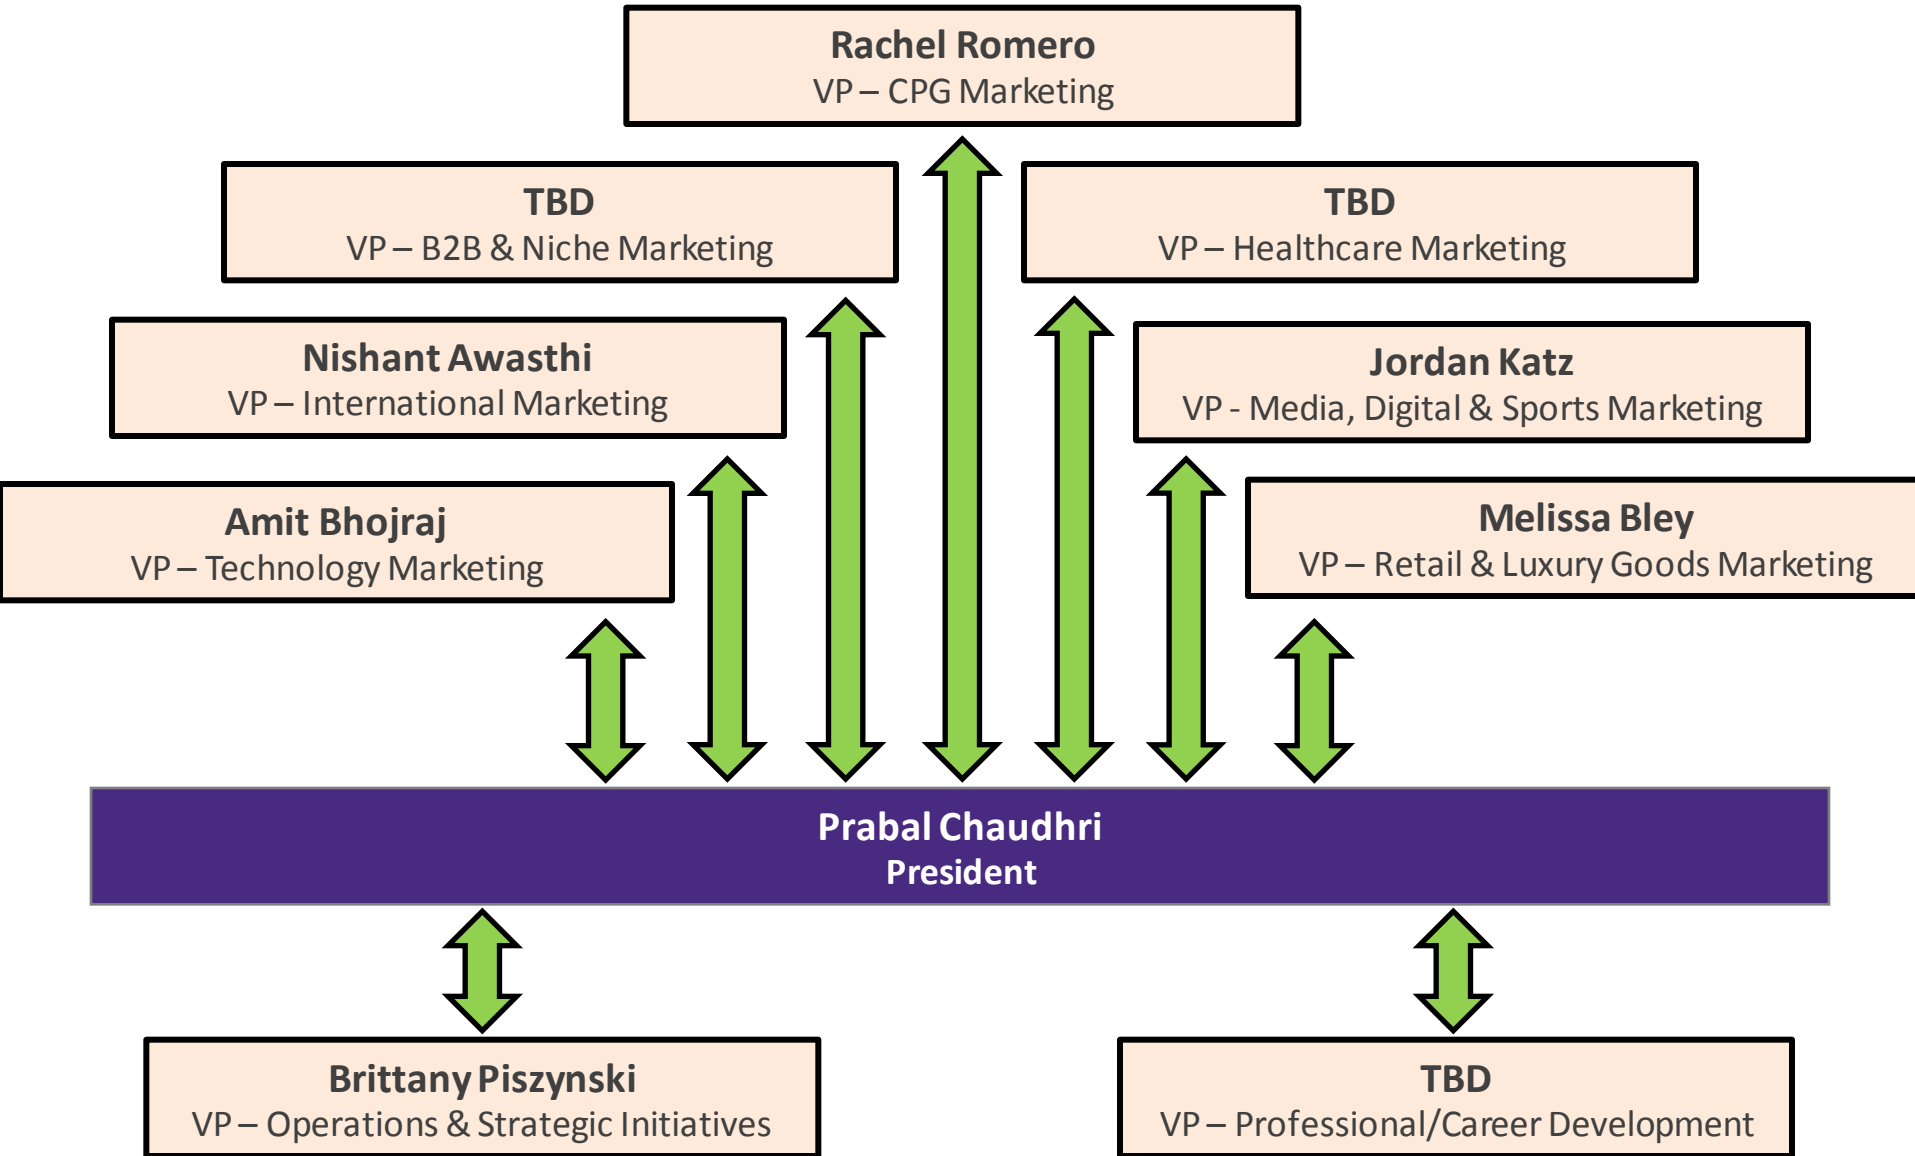 Rachel Romero
VP – CPG Marketing
TBD
VP – B2B & Niche Marketing
TBD
VP – Healthcare Marketing
Nishant Awasthi
VP – International Marketing
Jordan Katz
VP - Media, Digital & Sports Marketing
Amit Bhojraj
VP – Technology Marketing
Melissa Bley
VP – Retail & Luxury Goods Marketing
Prabal Chaudhri
President
Brittany Piszynski
VP – Operations & Strategic Initiatives
TBD
VP – Professional/Career Development